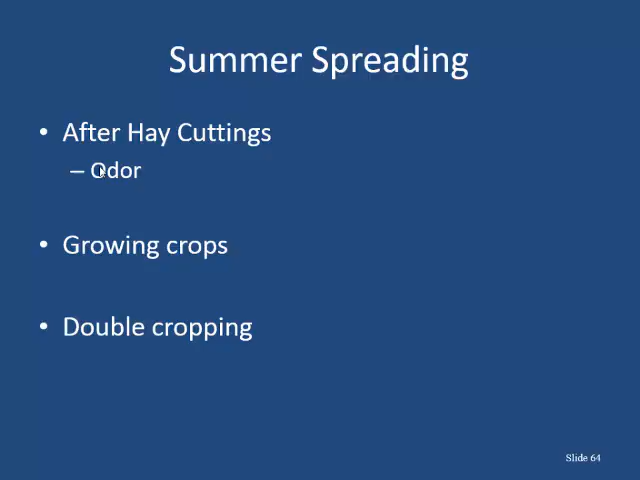 Summer Spreading
• After Hay Cuttings
– Odor
• Growing crops
• Double cropping
Slide 64